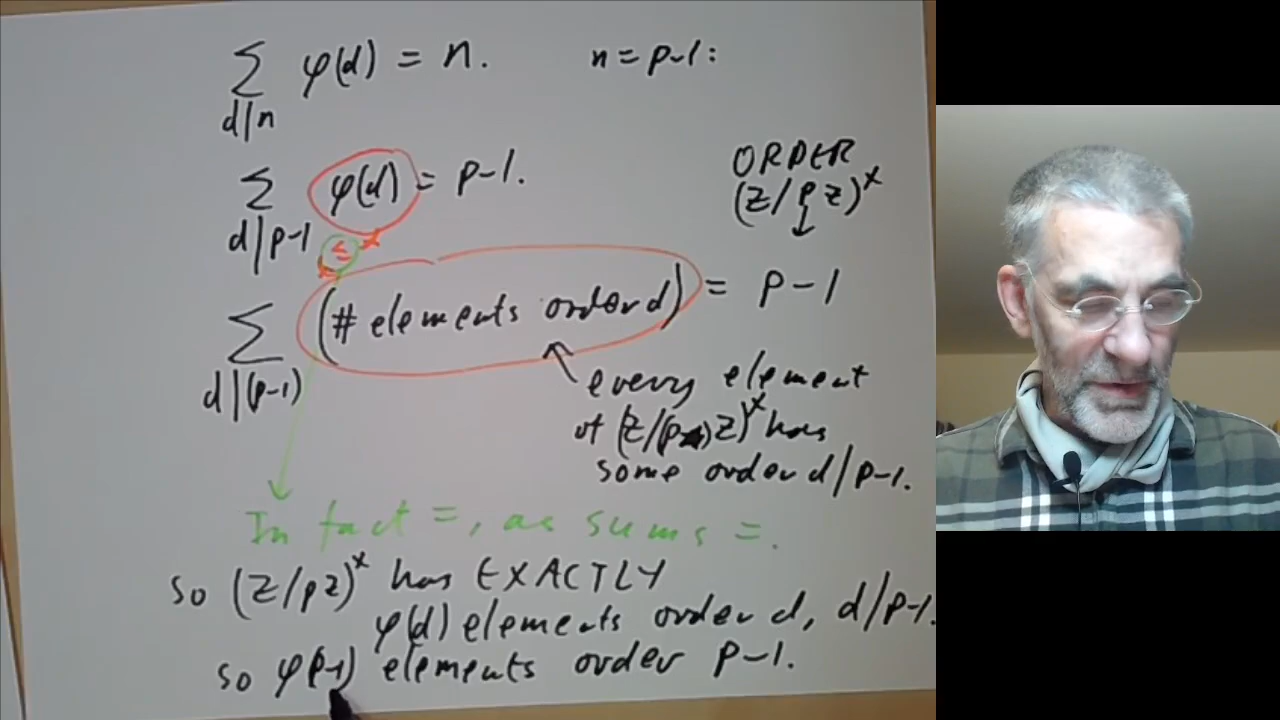 ∑ φ(d) = n. n = p-1:
d|n
∑ φ(d) = p-1.
d|p-1
ORDER
(Z/pZ)^x
↓
≤
∑ (# elements order d) = p-1
d|(p-1)
every element
of (Z/(p)Z)^x has
some order d/p-1.
In fact =, as sums =.
so (Z/pZ)^x has EXACTLY
φ(d) elements order d, d/p-1.
so φ(p-1) elements order p-1.